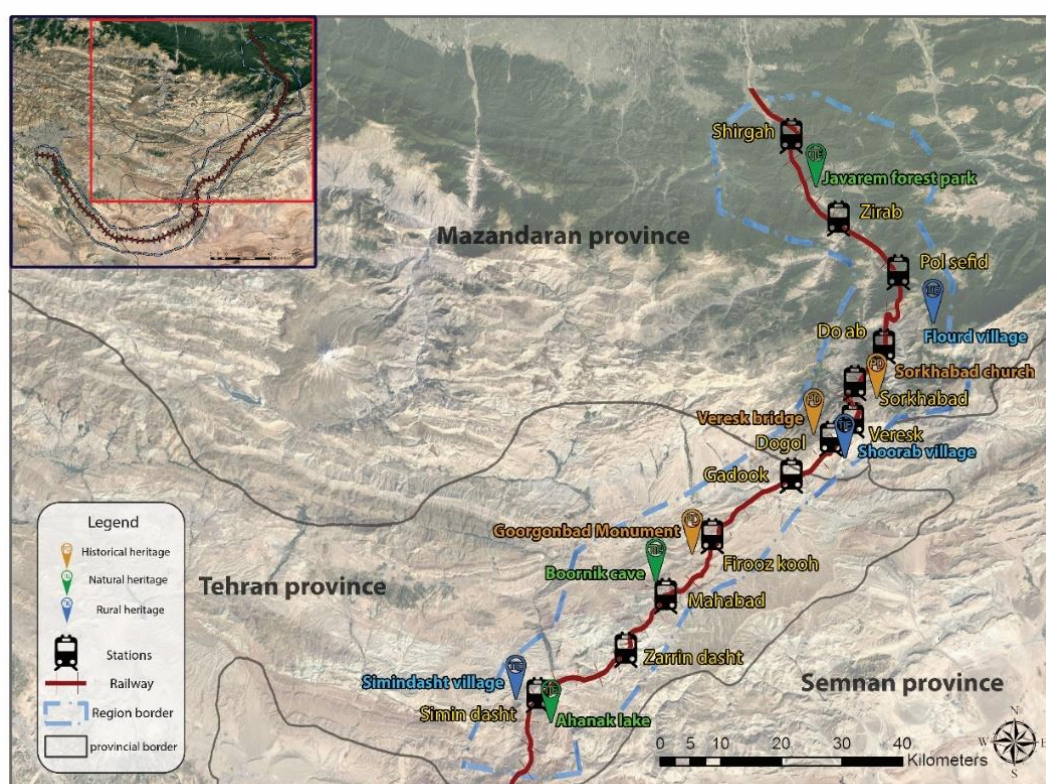 Shirgah
Javarem forest park
Zirab
Mazandaran province
Pol sefid
Flourd village
Do ab
Sorkhabad church
Sorkhabad
Veresk bridge
Veresk
Dogol
Shoorab village
Gadook
Goorgonbad Monument
Firooz kooh
Boornik cave
Tehran province
Mahabad
Zarrin dasht
Simindasht village
Semnan province
Simin dasht
Ahanak lake
Legend
Historical heritage
Natural heritage
Rural heritage
Stations
Railway
Region border
provincial border
0 5 10 20 30 40
Kilometers
N
W E
S